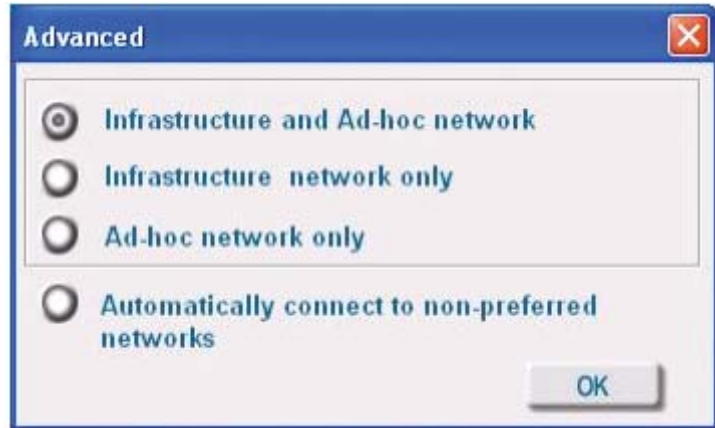 Advanced
Infrastructure and Ad-hoc network
Infrastructure network only
Ad-hoc network only
Automatically connect to non-preferred
networks
OK